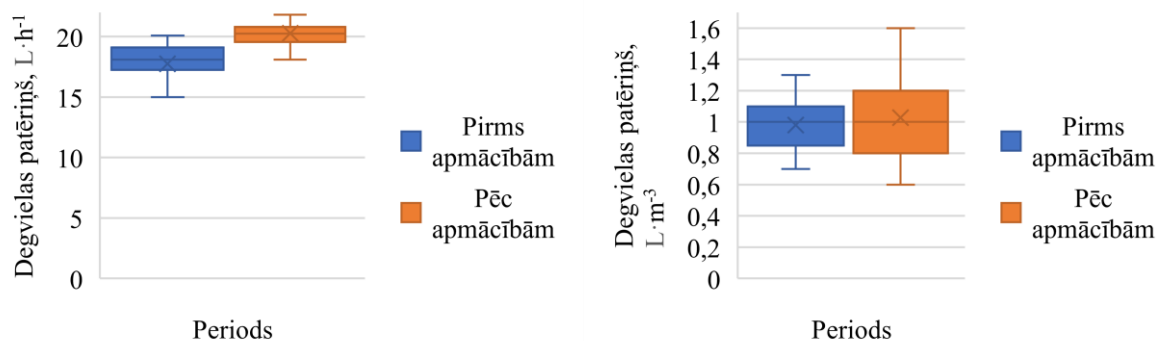 Degvielas patēriņš, L·h⁻¹
20
15
10
5
0
Periods
Pirms
apmācībām
Pēc
apmācībām
Degvielas patēriņš,
L·m⁻³
1,6
1,4
1,2
1
0,8
0,6
0,4
0,2
0
Periods
Pirms
apmācībām
Pēc
apmācībām